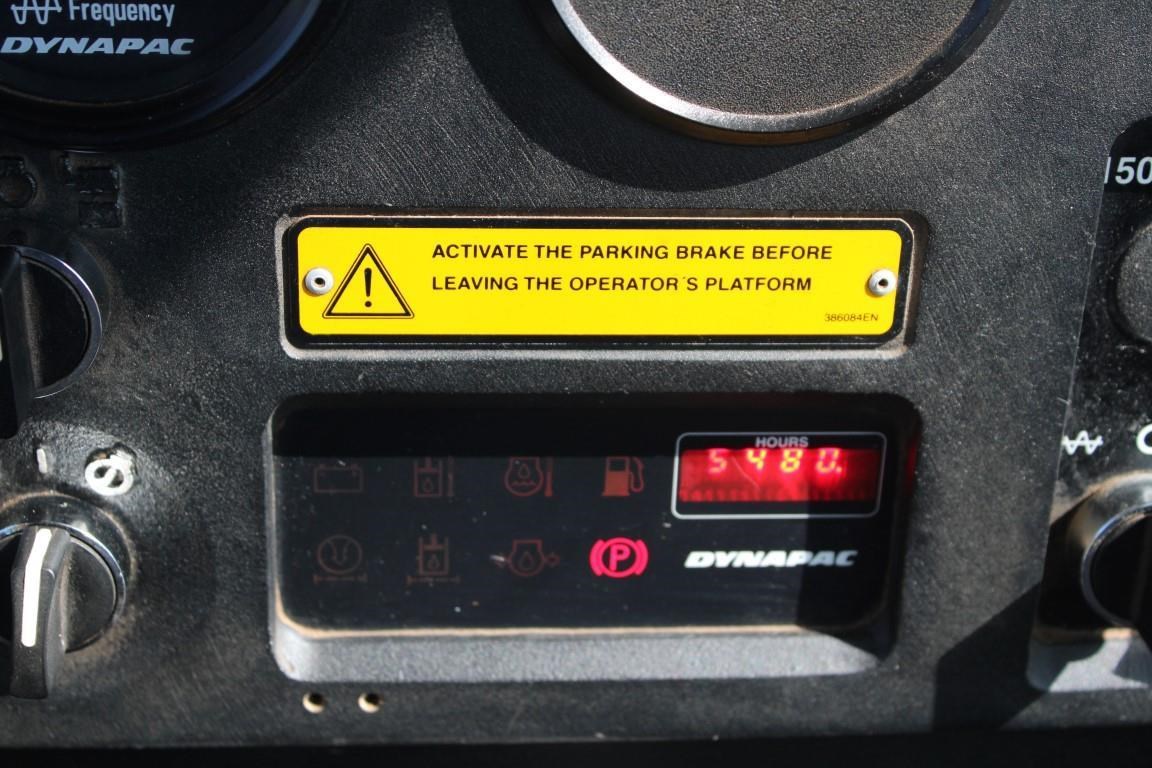 Frequency
DYNAPAC
150
ACTIVATE THE PARKING BRAKE BEFORE
LEAVING THE OPERATOR´S PLATFORM
386084EN
HOURS
5480.
P
DYNAPAC